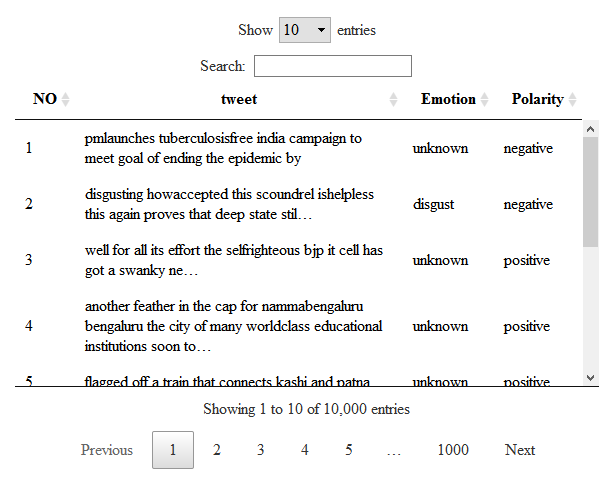 Show 10 entries
Search:
NO tweet Emotion Polarity
1 pmlaunches tuberculosisfree india campaign to meet goal of ending the epidemic by unknown negative
2 disgusting howaccepted this scoundrel ishelpless this again proves that deep state stil… disgust negative
3 well for all its effort the selfrighteous bjp it cell has got a swanky ne… unknown positive
4 another feather in the cap for nammabengaluru bengaluru the city of many worldclass educational institutions soon to… unknown positive
5 flagged off a train that connects kashi and patna unknown positive
Showing 1 to 10 of 10,000 entries
Previous 1 2 3 4 5 … 1000 Next